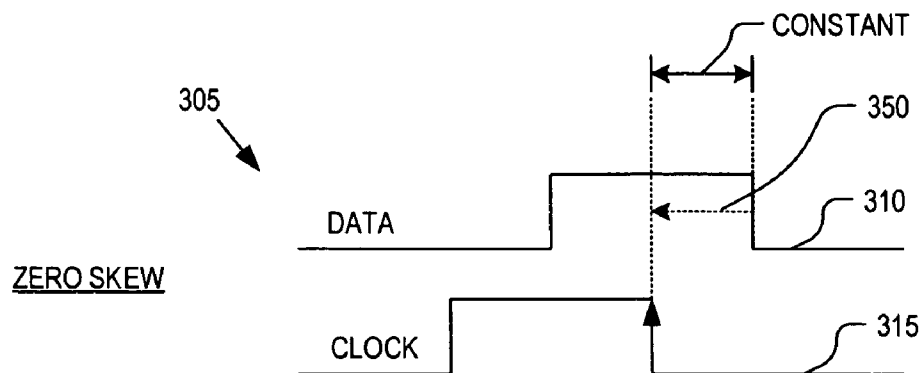 CONSTANT
305
350
DATA
310
ZERO SKEW
CLOCK
315